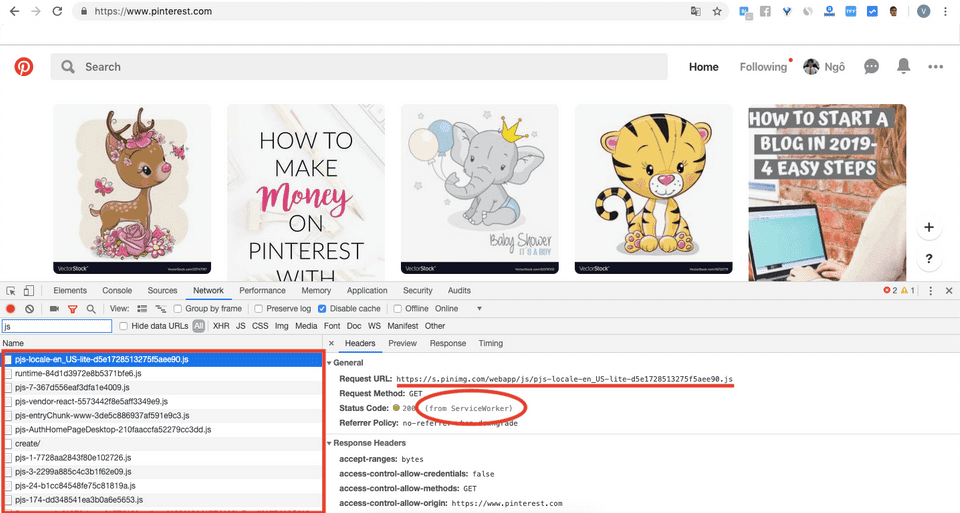 https://www.pinterest.com
V
Search
Home
Following
Ngô
HOW TO
MAKE
Money
ON
PINTEREST
WITH
Baby Shower
IT IS A BOY
HOW TO START A
BLOG IN 2019-
4 EASY STEPS
VectorStock
VectorStock
VectorStock
+
?
Elements Console Sources Network Performance Memory Application Security Audits
2 1
View: Group by frame Preserve log Disable cache Offline Online
js
Hide data URLs All XHR JS CSS Img Media Font Doc WS Manifest Other
Name
Headers Preview Response Timing
pjs-locale-en_US-lite-d5e1728513275f5aee90.js
runtime-84d1d3972e8b5371bfe6.js
pjs-7-367d556eaf3dfa1e4009.js
pjs-vendor-react-5573442f8e5aff3349e9.js
pjs-entryChunk-www-3de5c886937af591e9c3.js
pjs-AuthHomePageDesktop-210faaccfa52279cc3dd.js
create/
pjs-1-7728aa2843f80e102726.js
pjs-3-2299a885c4c3b1f62e09.js
pjs-24-b1cc84548fe75c81819a.js
pjs-174-dd348541ea3b0a6e5653.js
General
Request URL: https://s.pinimg.com/webapp/js/pjs-locale-en_US-lite-d5e1728513275f5aee90.js
Request Method: GET
Status Code: 200 (from ServiceWorker)
Referrer Policy: no-referrer-when-downgrade
Response Headers
accept-ranges: bytes
access-control-allow-credentials: false
access-control-allow-methods: GET
access-control-allow-origin: https://www.pinterest.com